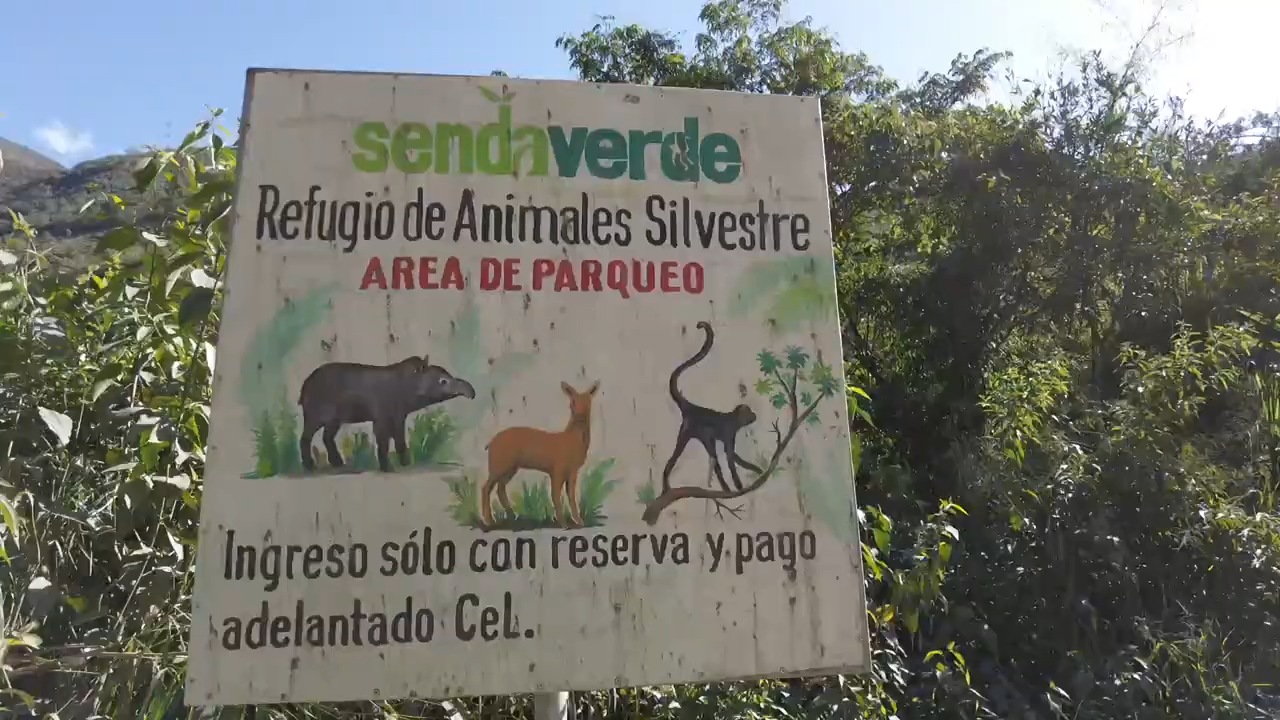 sendaverde
Refugio de Animales Silvestre
AREA DE PARQUEO
Ingreso sólo con reserva y pago
adelantado Cel.